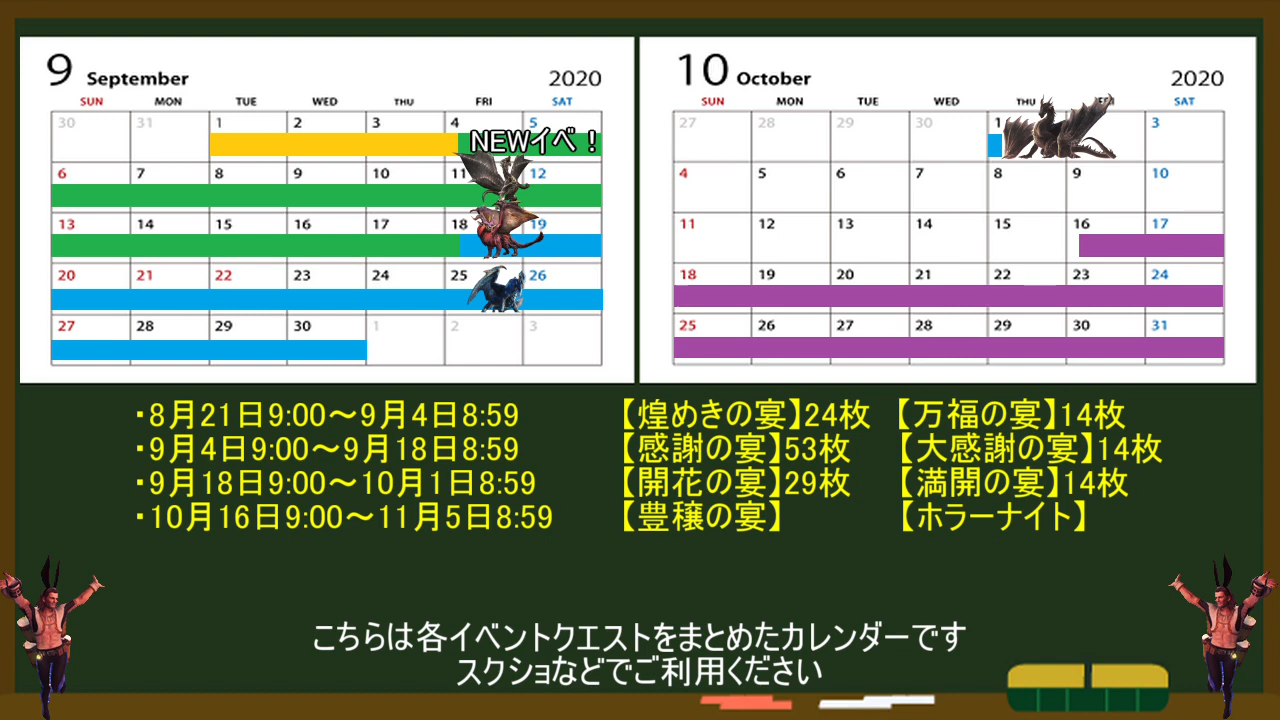 9 September 2020
SUN MON TUE WED THU FRI SAT
30 31 1 2 3 4 5
NEWイベ！
6 7 8 9 10 11 12
13 14 15 16 17 18 19
20 21 22 23 24 25 26
27 28 29 30 1 2 3
10 October 2020
SUN MON TUE WED THU FRI SAT
27 28 29 30 1 3
4 5 6 7 8 9 10
11 12 13 14 15 16 17
18 19 20 21 22 23 24
25 26 27 28 29 30 31
・8月21日9:00～9月4日8:59 【煌めきの宴】24枚 【万福の宴】14枚
・9月4日9:00～9月18日8:59 【感謝の宴】53枚 【大感謝の宴】14枚
・9月18日9:00～10月1日8:59 【開花の宴】29枚 【満開の宴】14枚
・10月16日9:00～11月5日8:59 【豊穣の宴】 【ホラーナイト】
こちらは各イベントクエストをまとめたカレンダーです
スクショなどでご利用ください